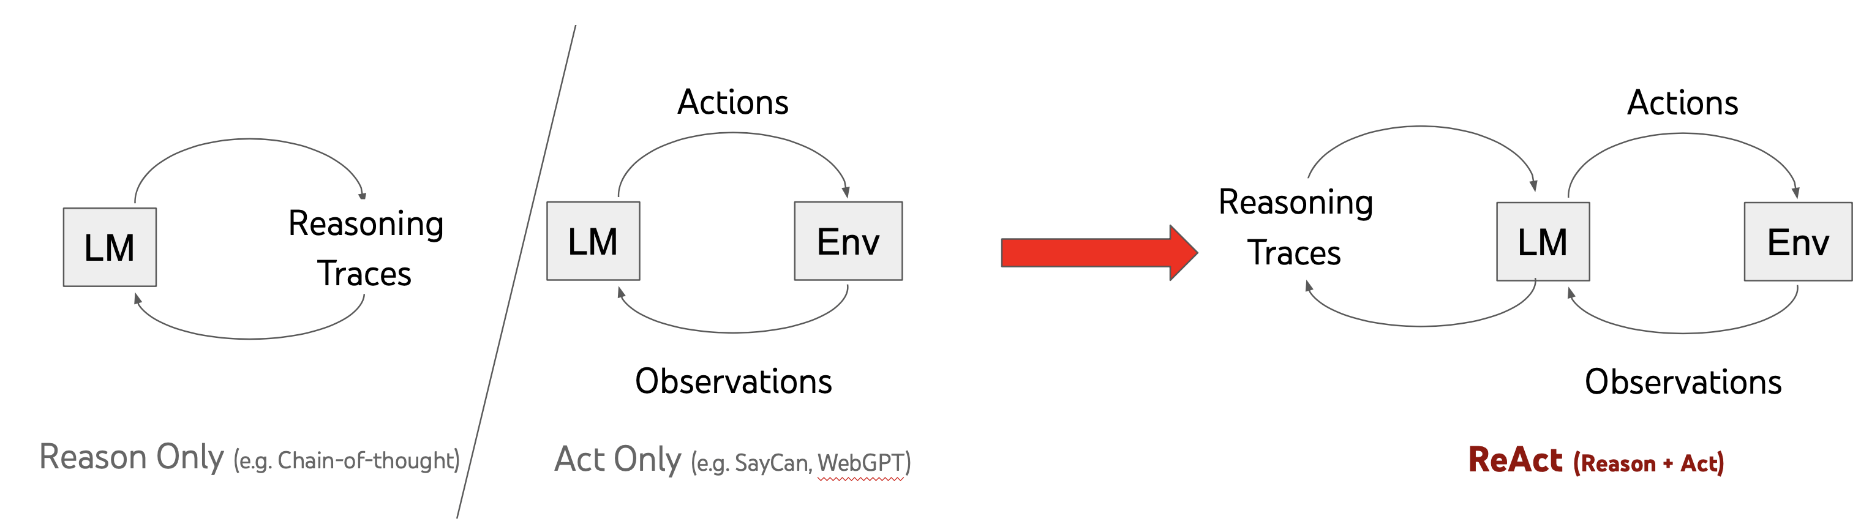 LM
Reasoning
Traces
Reason Only (e.g. Chain-of-thought)
Actions
LM
Env
Observations
Act Only (e.g. SayCan, WebGPT)
Reasoning
Traces
Actions
LM
Env
Observations
ReAct (Reason + Act)